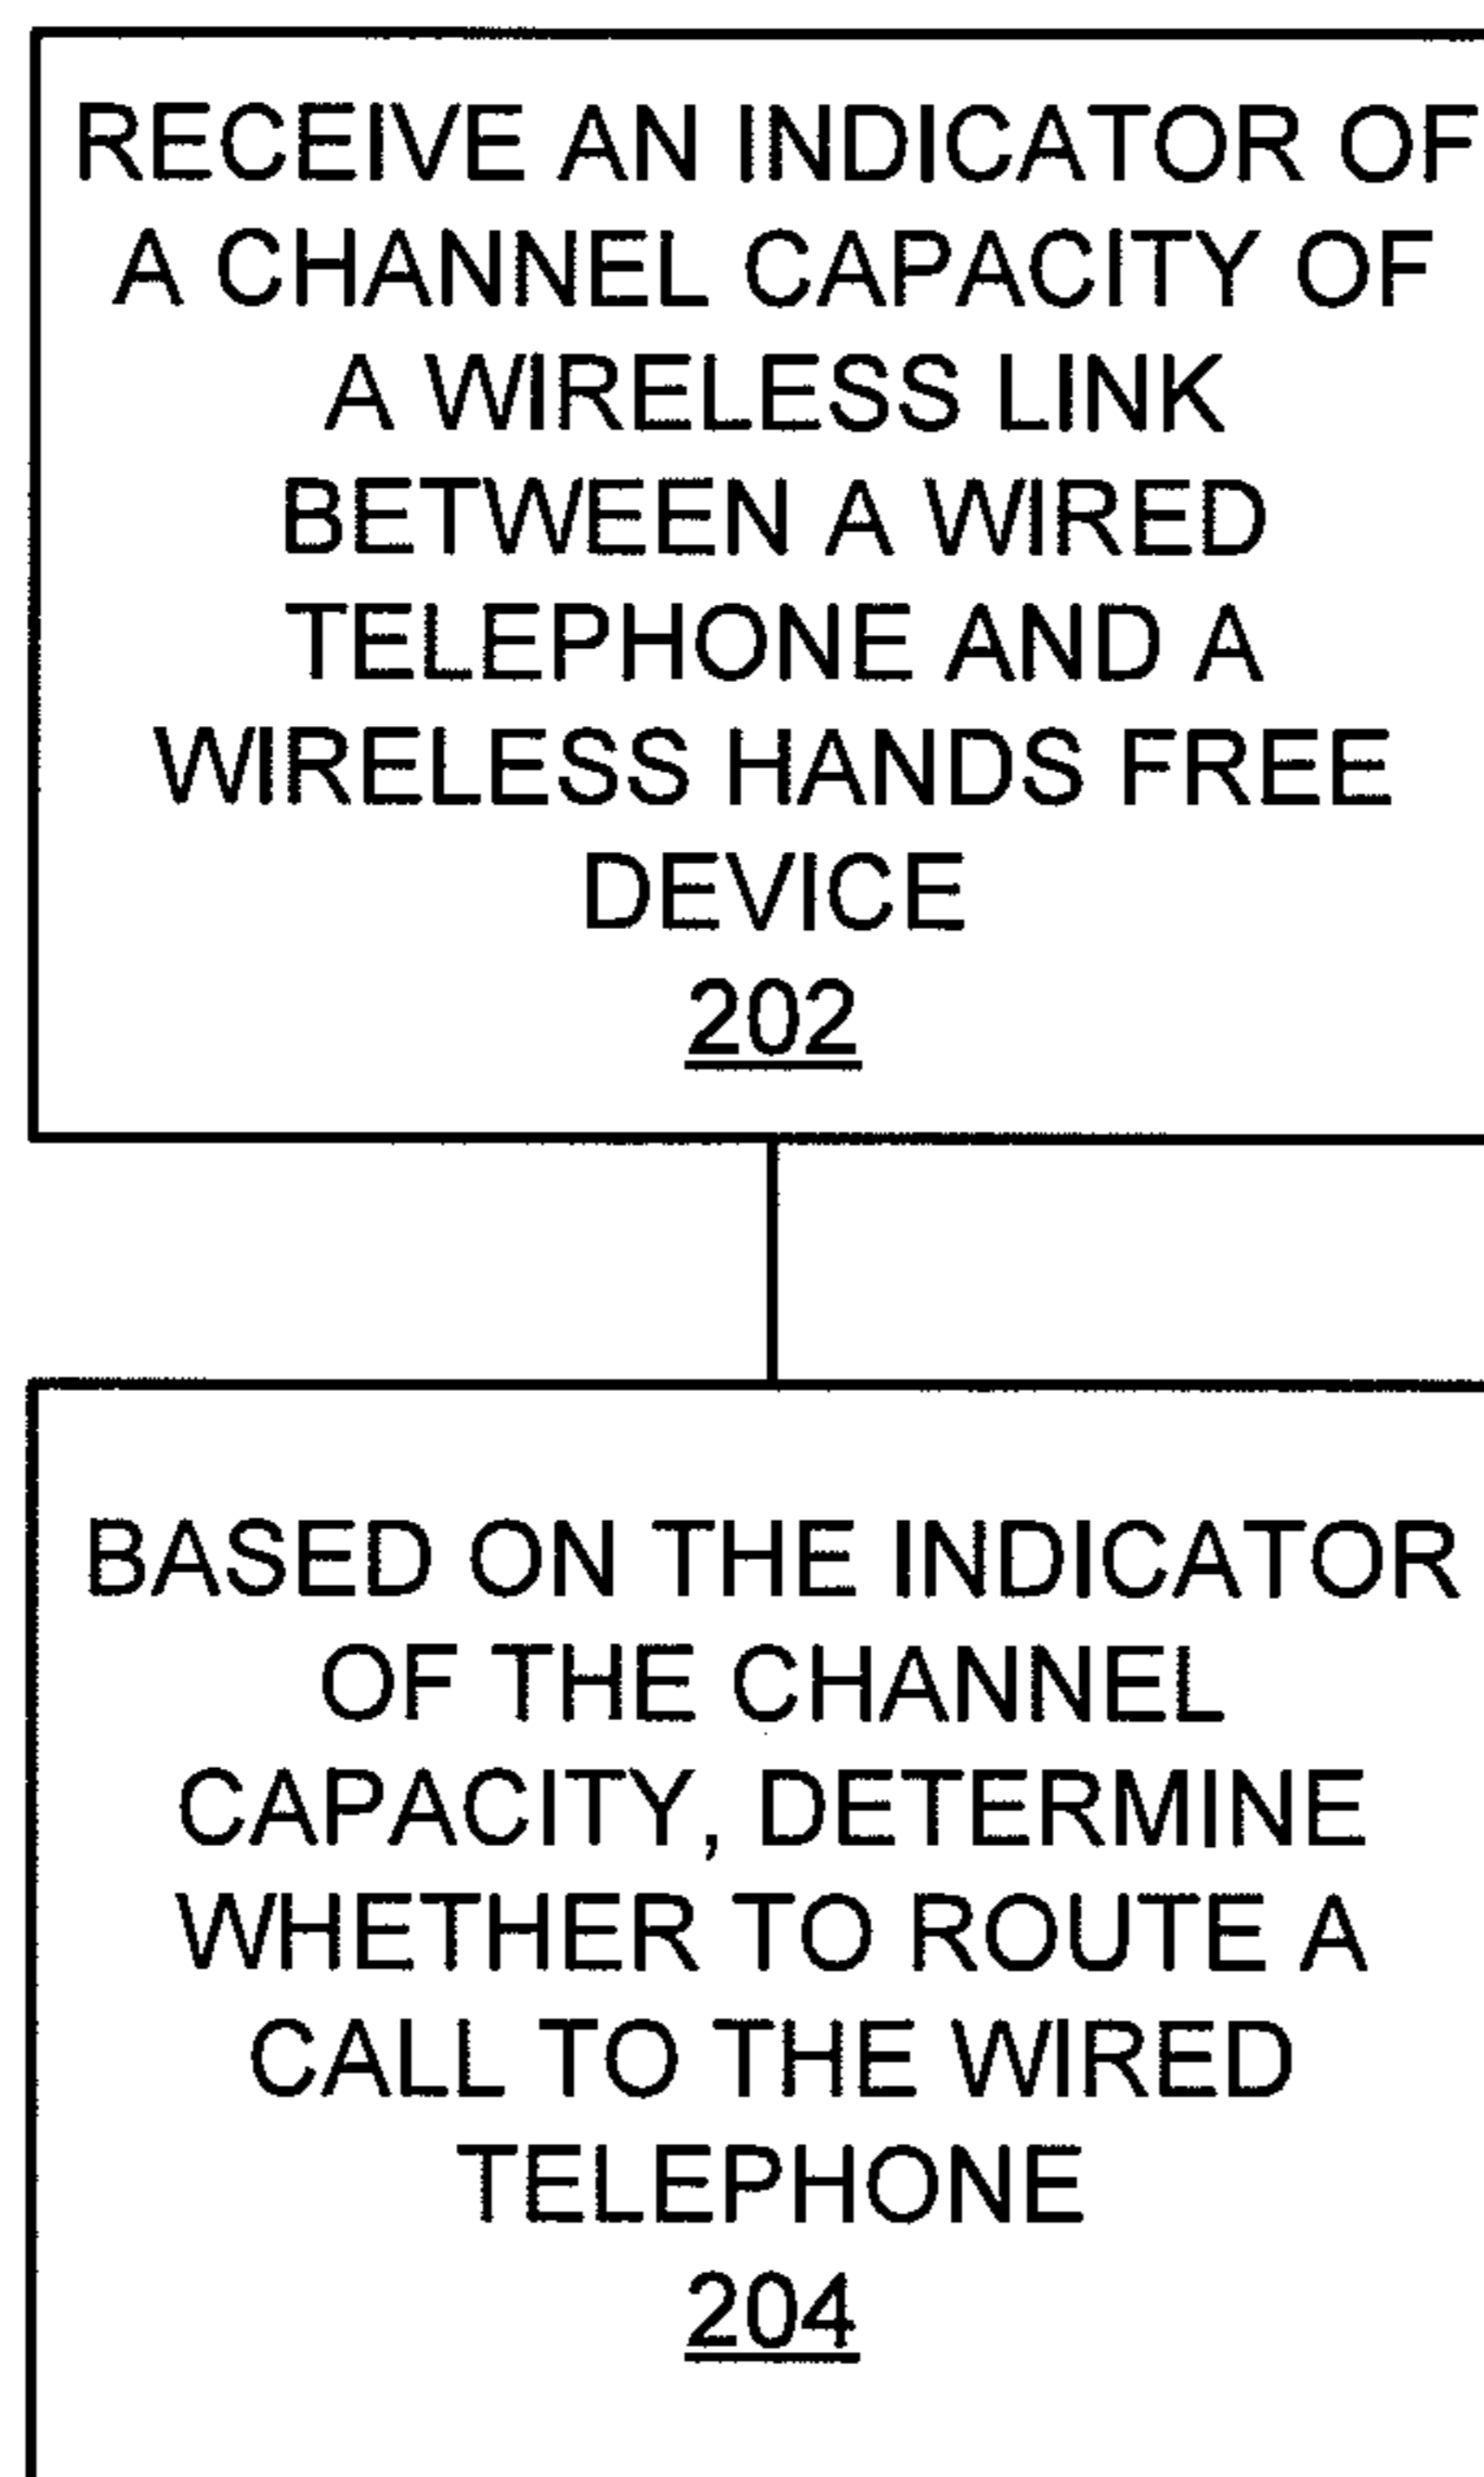 RECEIVE AN INDICATOR OF
A CHANNEL CAPACITY OF
A WIRELESS LINK
BETWEEN A WIRED
TELEPHONE AND A
WIRELESS HANDS FREE
DEVICE
202
BASED ON THE INDICATOR
OF THE CHANNEL
CAPACITY, DETERMINE
WHETHER TO ROUTE A
CALL TO THE WIRED
TELEPHONE
204